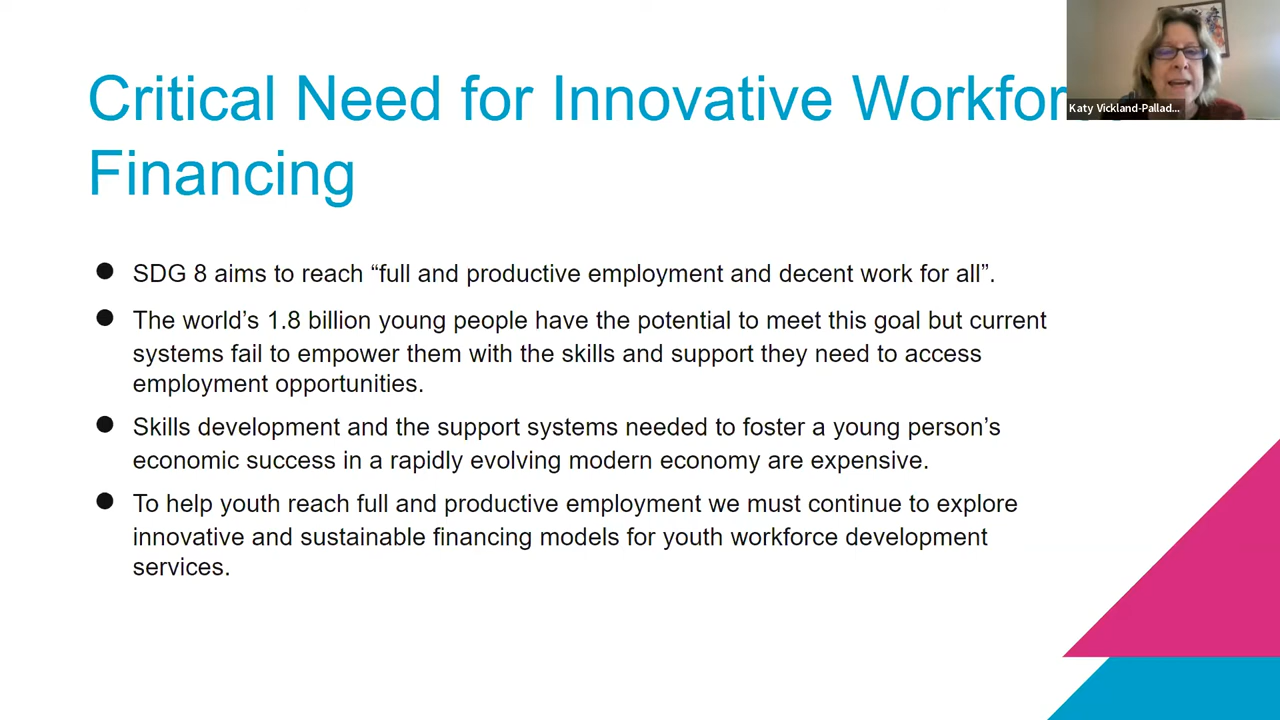 Critical Need for Innovative Workfor
Financing
Katy Vickland-Pallad...
● SDG 8 aims to reach “full and productive employment and decent work for all”.
● The world’s 1.8 billion young people have the potential to meet this goal but current
systems fail to empower them with the skills and support they need to access
employment opportunities.
● Skills development and the support systems needed to foster a young person’s
economic success in a rapidly evolving modern economy are expensive.
● To help youth reach full and productive employment we must continue to explore
innovative and sustainable financing models for youth workforce development
services.